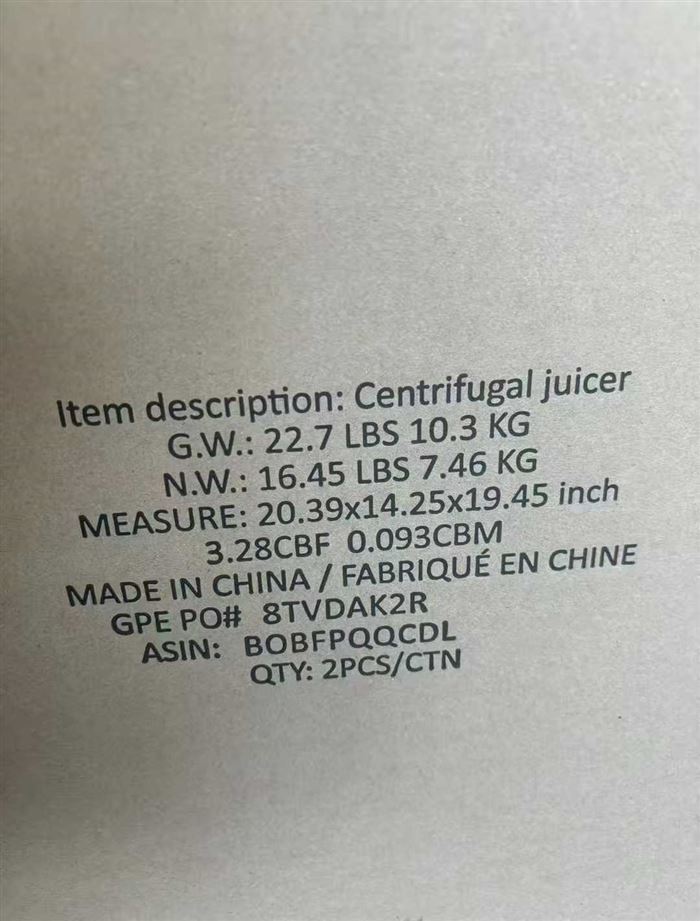 Item description: Centrifugal juicer
G.W.: 22.7 LBS 10.3 KG
N.W.: 16.45 LBS 7.46 KG
MEASURE: 20.39x14.25x19.45 inch
3.28CBF 0.093CBM
MADE IN CHINA / FABRIQUÉ EN CHINE
GPE PO# 8TVDAK2R
ASIN: BOBFPQQCDL
QTY: 2PCS/CTN